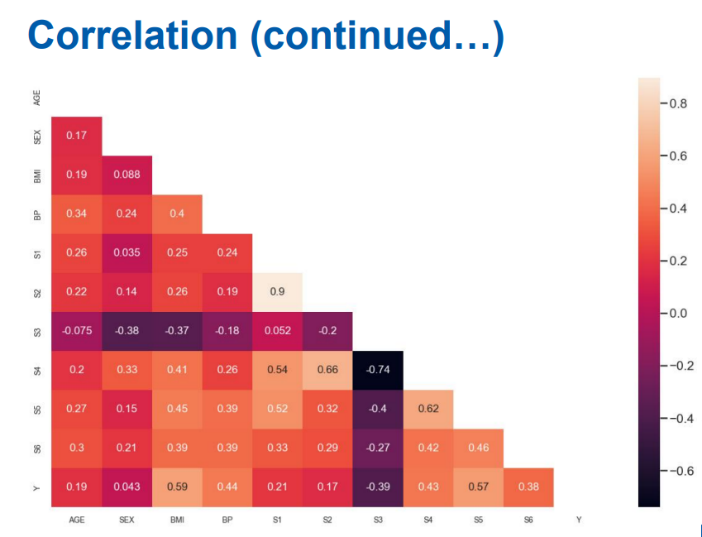 Correlation (continued…)
AGE
SEX 0.17
BMI 0.19 0.088
BP 0.34 0.24 0.4
S1 0.26 0.035 0.25 0.24
S2 0.22 0.14 0.26 0.19 0.9
S3 -0.075 -0.38 -0.37 -0.18 0.052 -0.2
S4 0.2 0.33 0.41 0.26 0.54 0.66 -0.74
S5 0.27 0.15 0.45 0.39 0.52 0.32 -0.4 0.62
S6 0.3 0.21 0.39 0.39 0.33 0.29 -0.27 0.42 0.46
Y 0.19 0.043 0.59 0.44 0.21 0.17 -0.39 0.43 0.57 0.38
AGE SEX BMI BP S1 S2 S3 S4 S5 S6 Y
0.8
0.6
0.4
0.2
0.0
−0.2
−0.4
−0.6